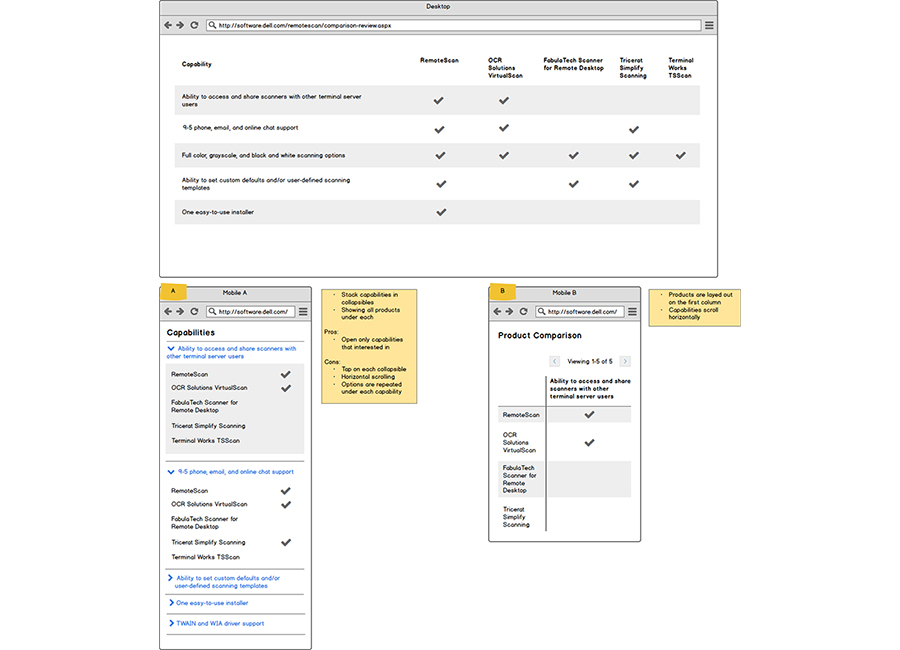 Desktop
http://software.dell.com/remotescan/comparison-review.aspx
Capability
RemoteScan
OCR
Solutions
VirtualScan
FabulaTech Scanner
for Remote Desktop
Tricerat
Simplify
Scanning
Terminal
Works
TSScan
Ability to access and share scanners with other terminal server
users
9-5 phone, email, and online chat support
Full color, grayscale, and black and white scanning options
Ability to set custom defaults and/or user-defined scanning
templates
One easy-to-use installer
A
Mobile A
http://software.dell.com/
Capabilities
Ability to access and share scanners with
other terminal server users
RemoteScan
OCR Solutions VirtualScan
FabulaTech Scanner for
Remote Desktop
Tricerat Simplify Scanning
Terminal Works TSScan
9-5 phone, email, and online chat support
RemoteScan
OCR Solutions VirtualScan
FabulaTech Scanner for
Remote Desktop
Tricerat Simplify Scanning
Terminal Works TSScan
Ability to set custom defaults and/or
user-defined scanning templates
One easy-to-use installer
TWAIN and WIA driver support
· Stack capabilities in
collapsibles
· Showing all products
under each
Pros:
· Open only capabilities
that interested in
Cons:
· Tap on each collapsible
· Horizontal scrolling
· Options are repeated
under each capability
B
Mobile B
http://software.dell.com/
Product Comparison
Viewing 1-5 of 5
Ability to access and share
scanners with other
terminal server users
RemoteScan
OCR
Solutions
VirtualScan
FabulaTech
Scanner for
Remote
Desktop
Tricerat
Simplify
Scanning
· Products are layed out
on the first column
· Capabilities scroll
horizontally